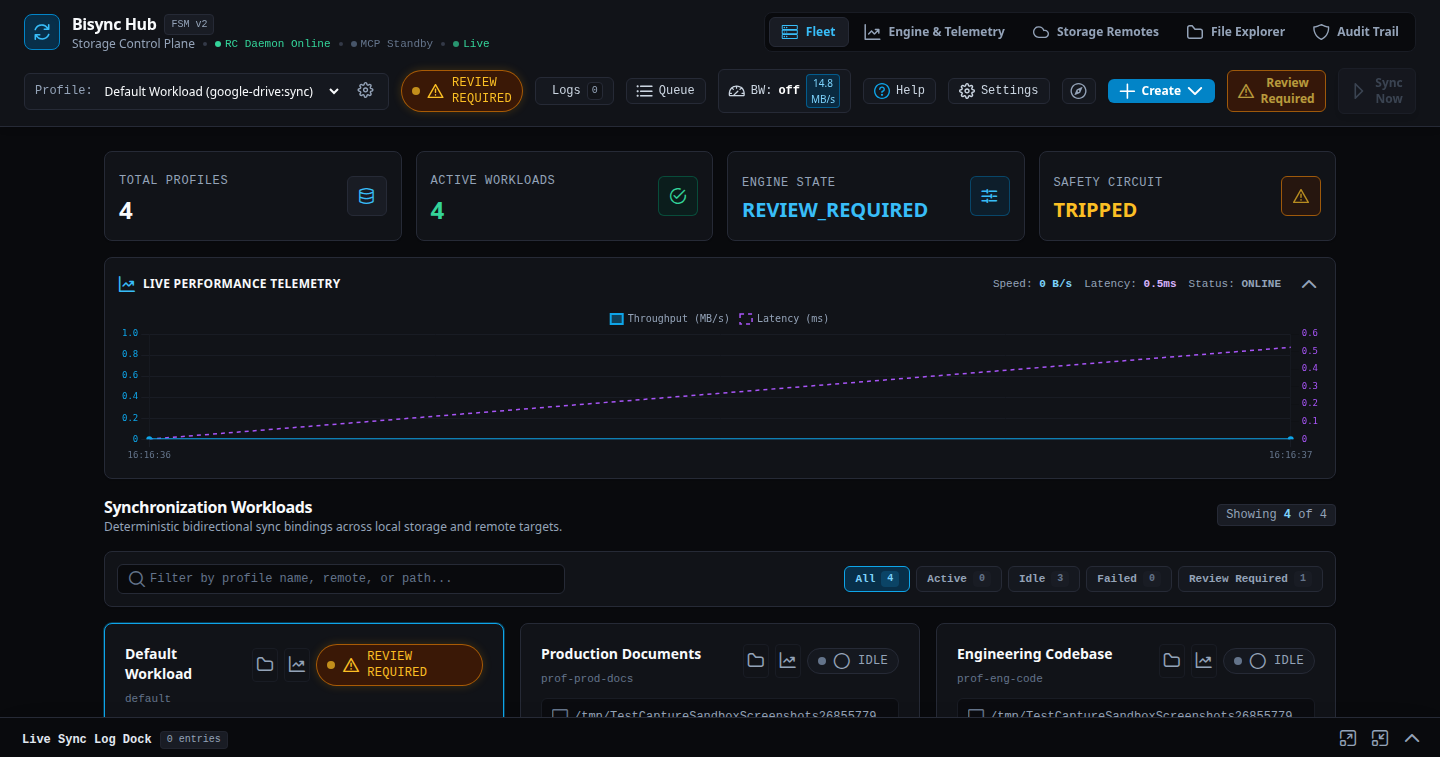 Bisync Hub FSM v2
Storage Control Plane • RC Daemon Online • MCP Standby • Live
Fleet Engine & Telemetry Storage Remotes File Explorer Audit Trail
Profile: Default Workload (google-drive:sync)
REVIEW
REQUIRED
Logs 0
Queue
BW: off 14.8
MB/s
Help
Settings
Create
Review
Required
Sync
Now
TOTAL PROFILES
4
ACTIVE WORKLOADS
4
ENGINE STATE
REVIEW_REQUIRED
SAFETY CIRCUIT
TRIPPED
LIVE PERFORMANCE TELEMETRY
Speed: 0 B/s Latency: 0.5ms Status: ONLINE
Throughput (MB/s) Latency (ms)
1.0
0.8
0.6
0.4
0.2
0
0.6
0.5
0.4
0.3
0.2
0.1
0
16:16:36 16:16:37
Synchronization Workloads
Deterministic bidirectional sync bindings across local storage and remote targets.
Showing 4 of 4
Filter by profile name, remote, or path...
All 4 Active 0 Idle 3 Failed 0 Review Required 1
Default
Workload
default
REVIEW
REQUIRED
Production Documents
prof-prod-docs
IDLE
/tmp/TestCaptureSandboxScreenshots26855779
Engineering Codebase
prof-eng-code
IDLE
/tmp/TestCaptureSandboxScreenshots26855779
Live Sync Log Dock 0 entries